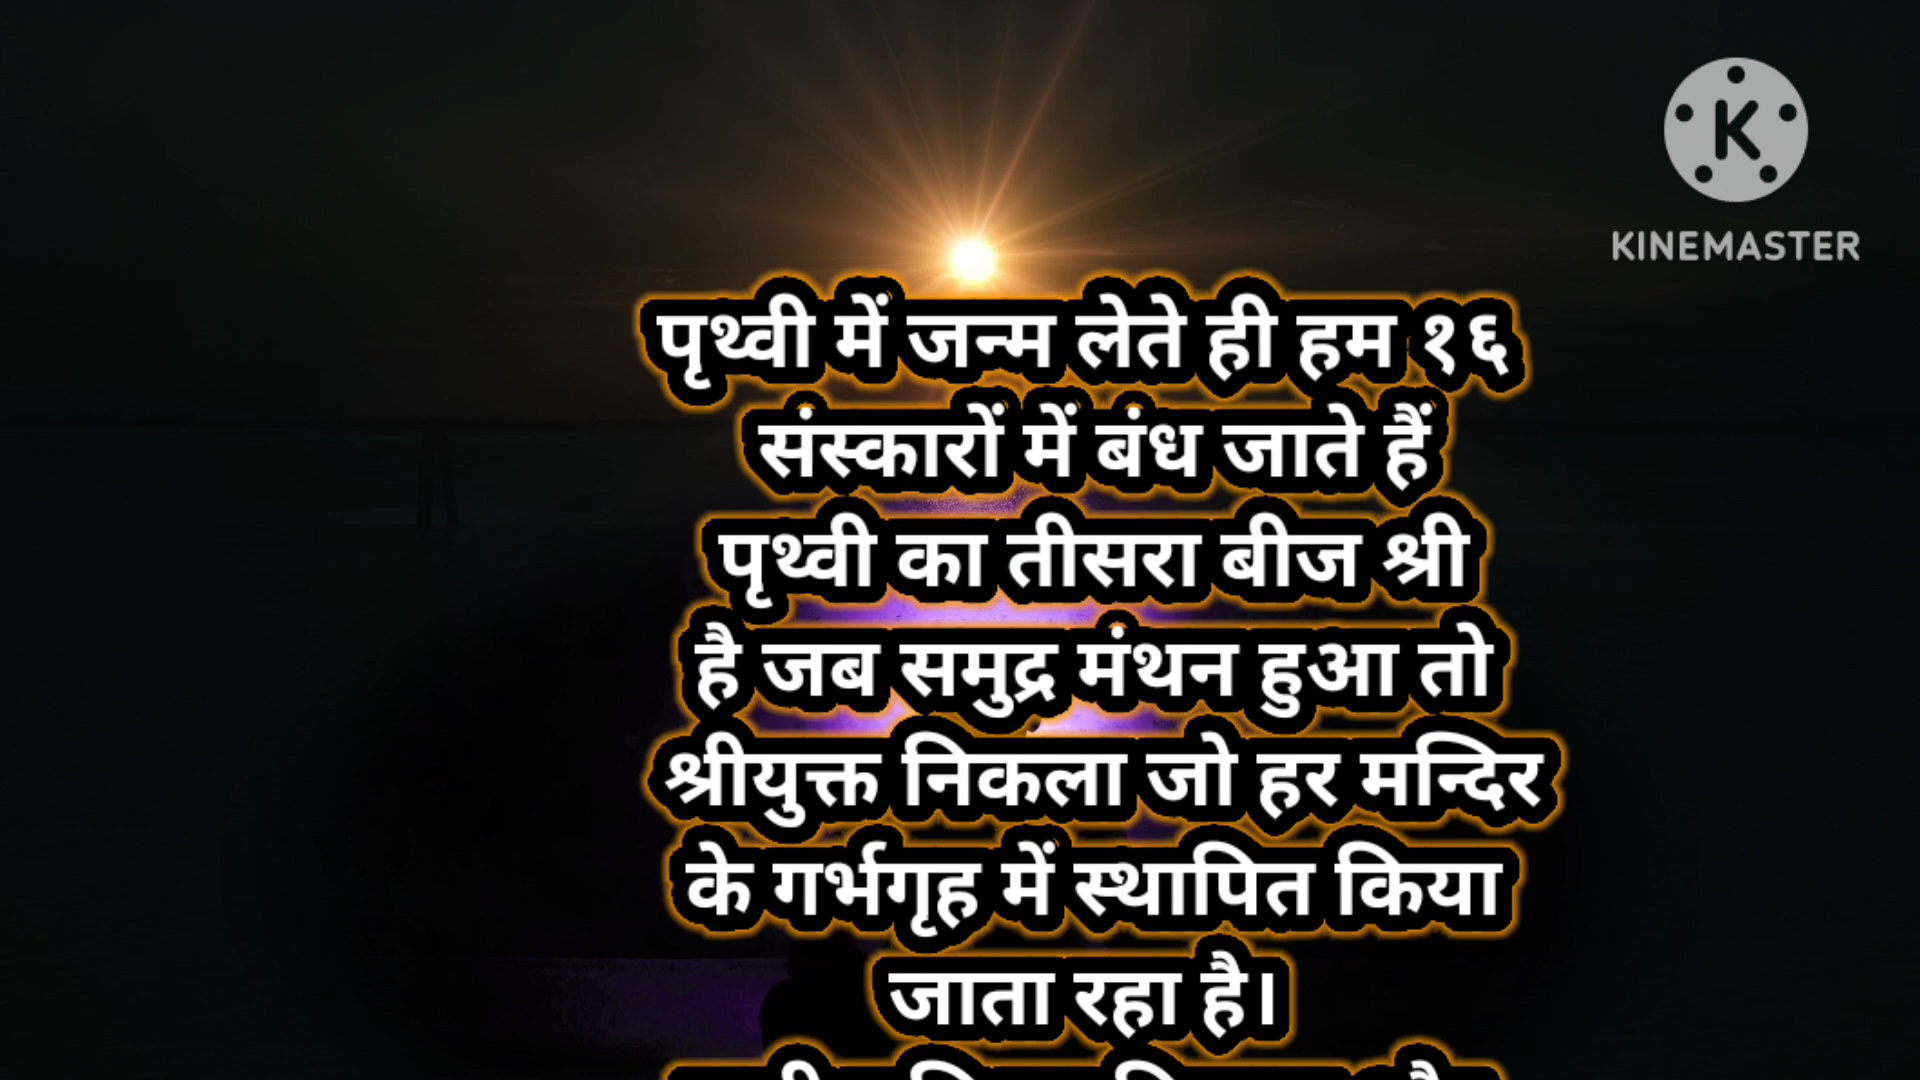 KINEMASTER
पृथ्वी में जन्म लेते ही हम १६
संस्कारों में बंध जाते हैं
पृथ्वी का तीसरा बीज श्री
है जब समुद्र मंथन हुआ तो
श्रीयुक्त निकला जो हर मन्दिर
के गर्भगृह में स्थापित किया
जाता रहा है।